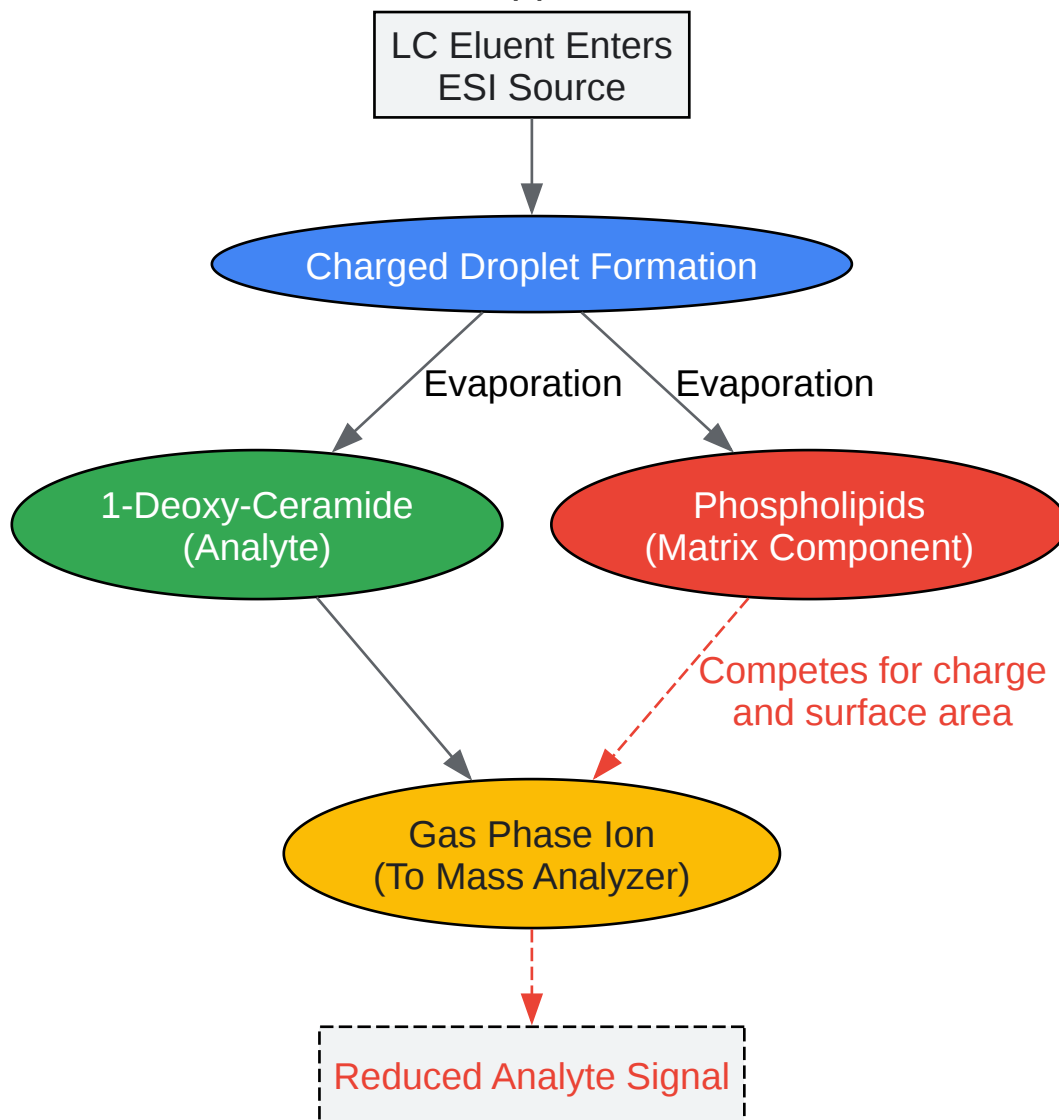 LC Eluent Enters
ESI Source
Charged Droplet Formation
Evaporation
Evaporation
1-Deoxy-Ceramide
(Analyte)
Phospholipids
(Matrix Component)
Competes for charge
and surface area
Gas Phase Ion
(To Mass Analyzer)
Reduced Analyte Signal